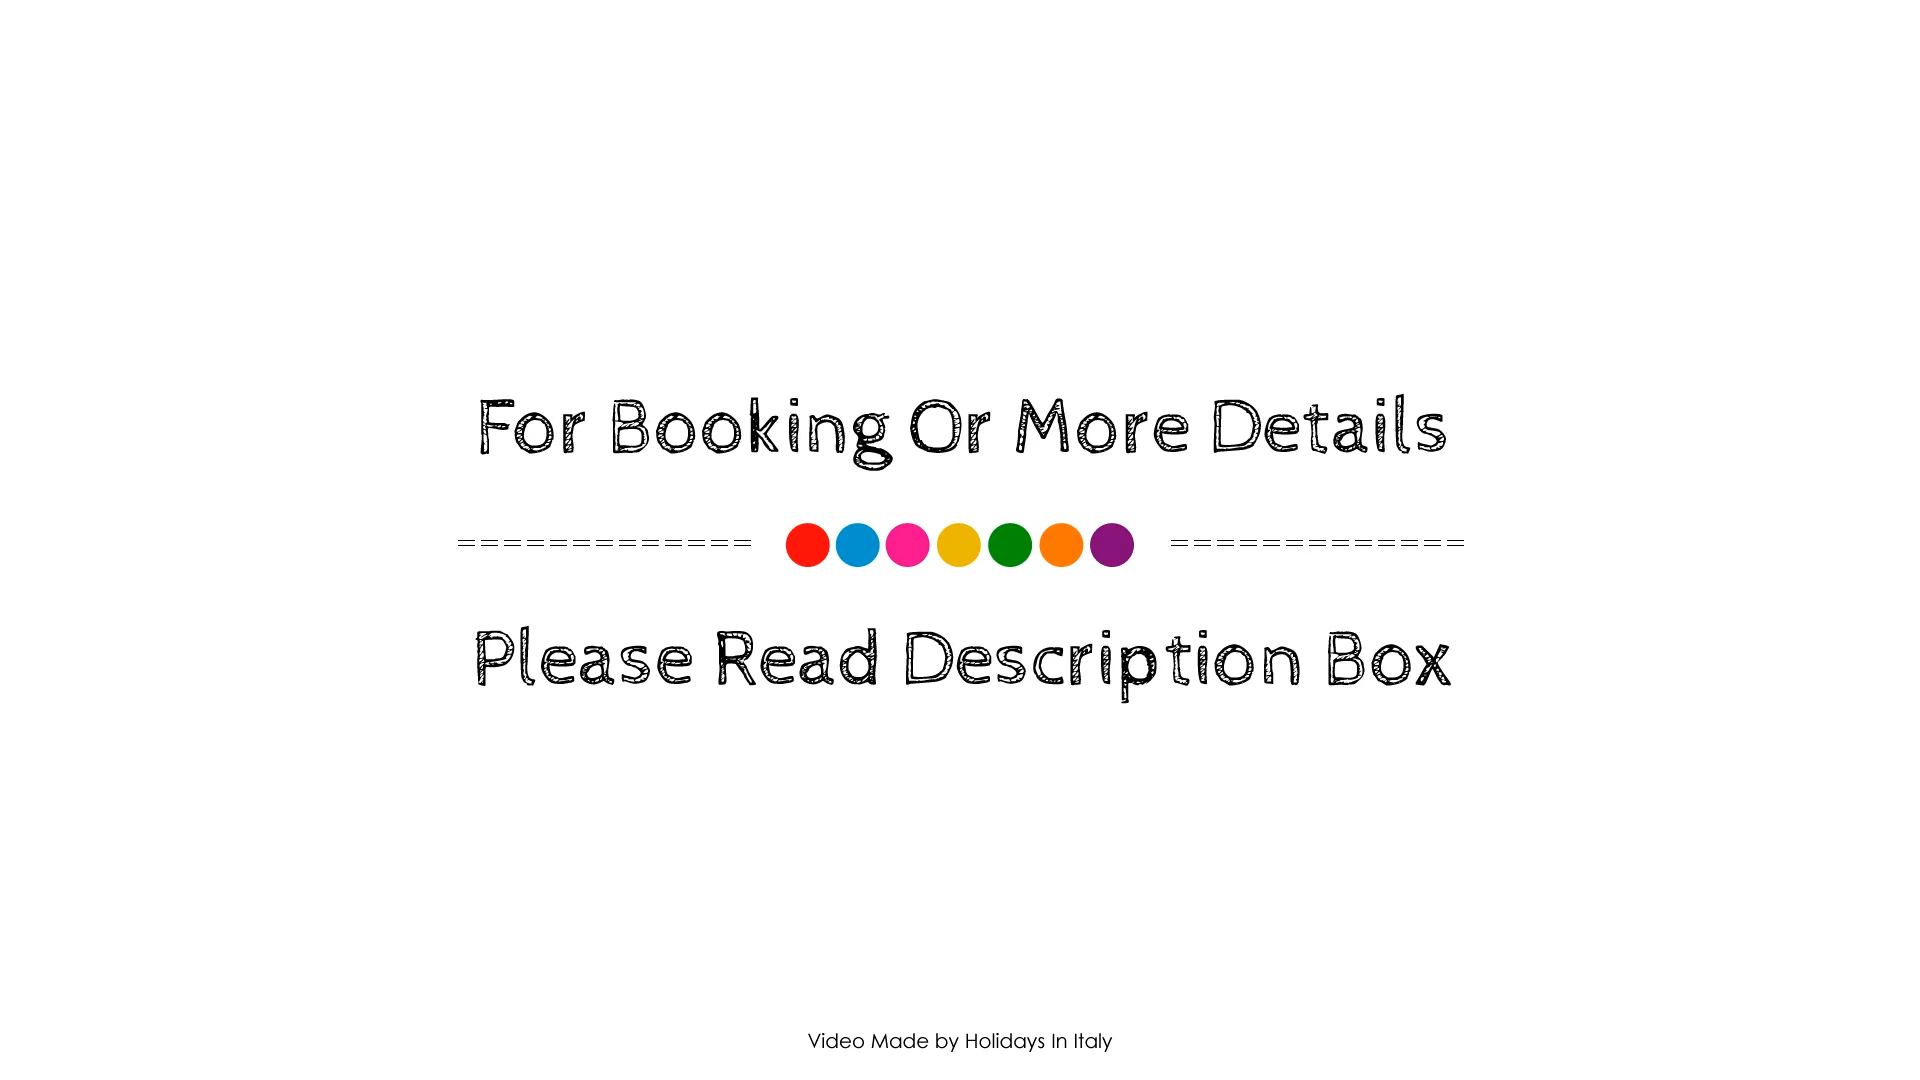 For Booking Or More Details
============= =============
Please Read Description Box
Video Made by Holidays In Italy